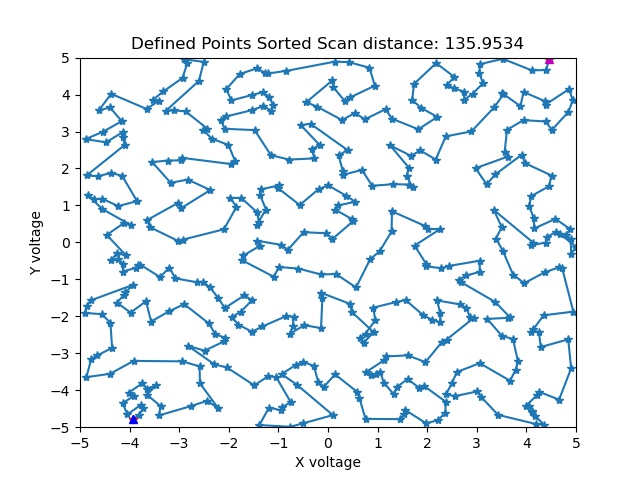 Defined Points Sorted Scan distance: 135.9534
5
4
3
2
1
0
−1
−2
−3
−4
−5
Y voltage
−5 −4 −3 −2 −1 0 1 2 3 4 5
X voltage